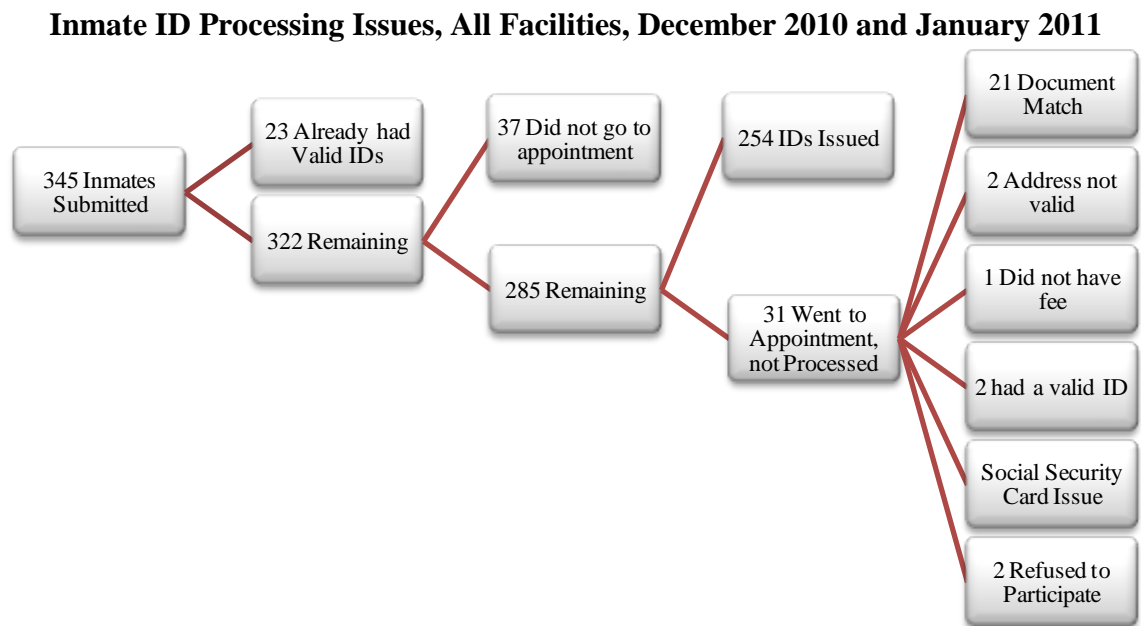 Inmate ID Processing Issues, All Facilities, December 2010 and January 2011
345 Inmates
Submitted
23 Already had
Valid IDs
322 Remaining
37 Did not go to
appointment
285 Remaining
254 IDs Issued
31 Went to
Appointment,
not Processed
21 Document
Match
2 Address not
valid
1 Did not have
fee
2 had a valid ID
Social Security
Card Issue
2 Refused to
Participate